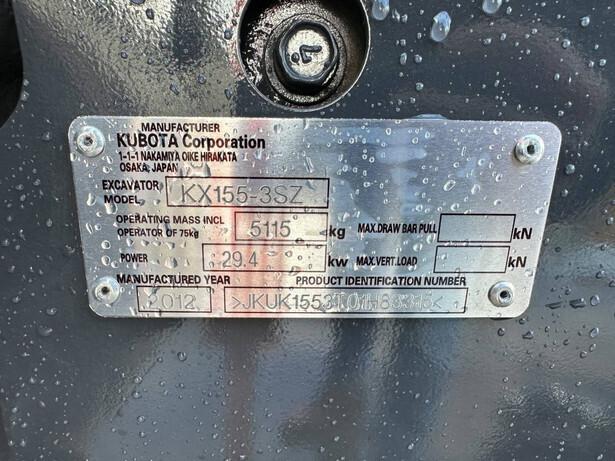 MANUFACTURER
KUBOTA Corporation
1-1-1 NAKAMIYA OIKE HIRAKATA
OSAKA, JAPAN
EXCAVATOR MODEL KX155-3SZ
OPERATING MASS INCL OPERATOR OF 75kg 5115 kg MAX.DRAW BAR PULL kN
POWER 29.4 kw MAX.VERT.LOAD kN
MANUFACTURED YEAR PRODUCT IDENTIFICATION NUMBER
2012